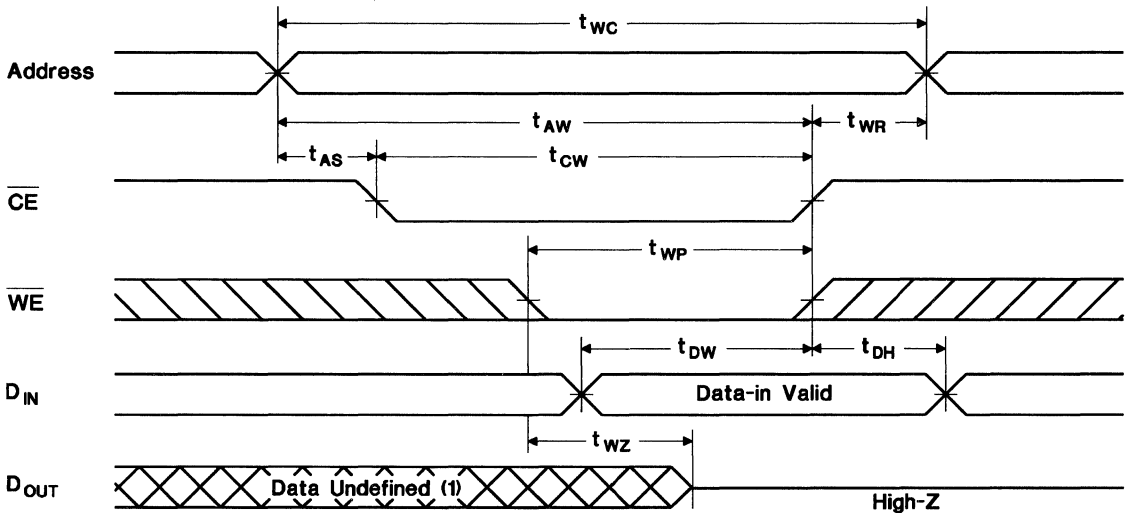 tWC
Address
tAW
tWR
tAS
tCW
CE
tWP
WE
tDW
tDH
DIN
Data-in Valid
tWZ
DOUT
Data Undefined (1)
High-Z